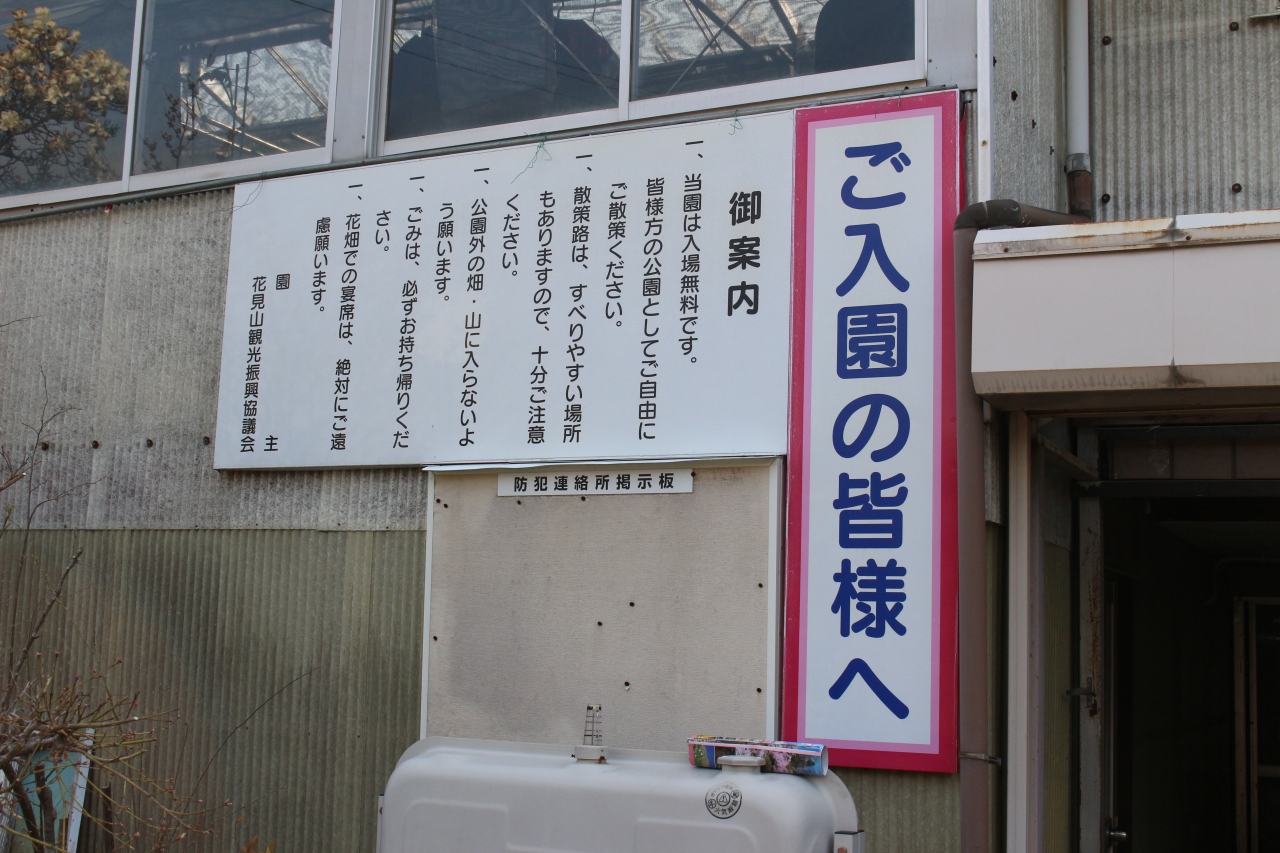 ご入園の皆様へ
御案内
一、当園は入場無料です。
皆様方の公園としてご自由に
ご散策ください。
一、散策路は、すべりやすい場所
もありますので、十分ご注意
ください。
一、公園外の畑・山に入らないよ
う願います。
一、ごみは、必ずお持ち帰りくだ
さい。
一、花畑での宴席は、絶対にご遠
慮願います。
園主
花見山観光振興協議会
防犯連絡所掲示板